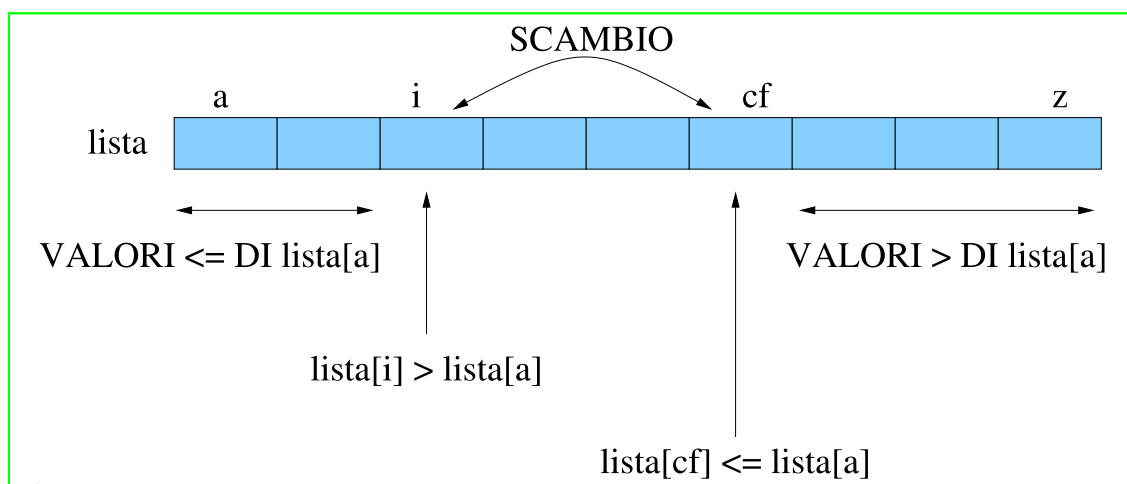 SCAMBIO
a i cf z
lista
VALORI <= DI lista[a] VALORI > DI lista[a]
lista[i] > lista[a]
lista[cf] <= lista[a]